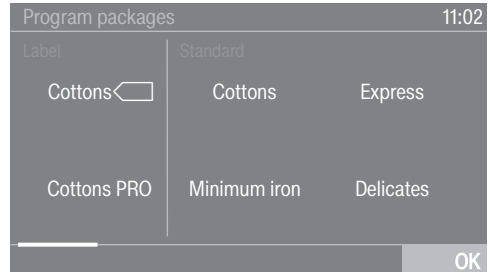 Program packages 11:02
Label Standard
Cottons Cottons Express
Cottons PRO Minimum iron Delicates
OK